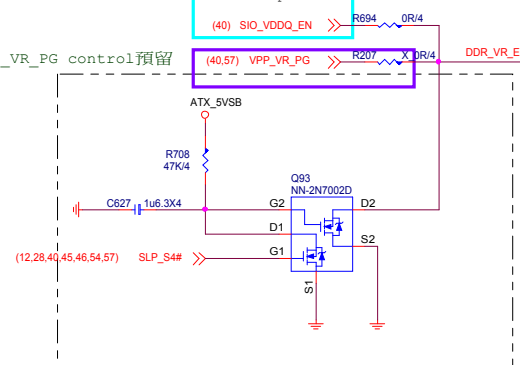 (40) SIO_VDDQ_EN
R694 0R/4
_VR_PG control預留
(40,57) VPP_VR_PG
R207 X_0R/4
DDR_VR_E
ATX_5VSB
R708
47K/4
Q93
NN-2N7002D
C627 1u6.3X4
G2
D2
D1
S2
(12,28,40,45,46,54,57) SLP_S4#
G1
S1